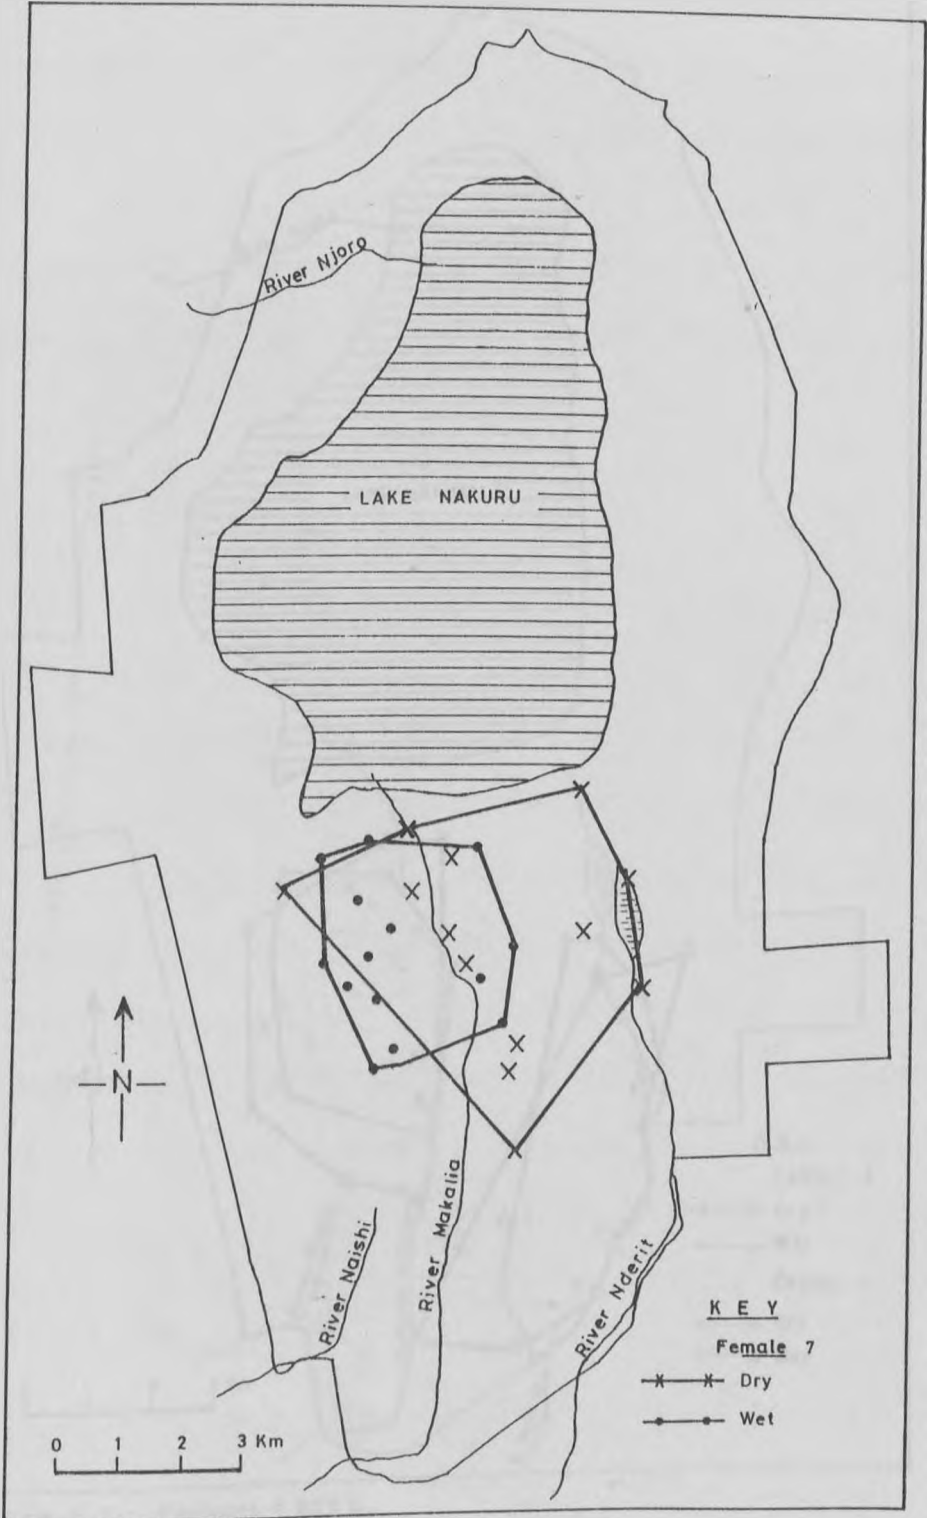 River Njoro
LAKE NAKURU
N
River Naishi
River Makalia
River Nderit
KEY
Female 7
Dry
Wet
0 1 2 3 Km